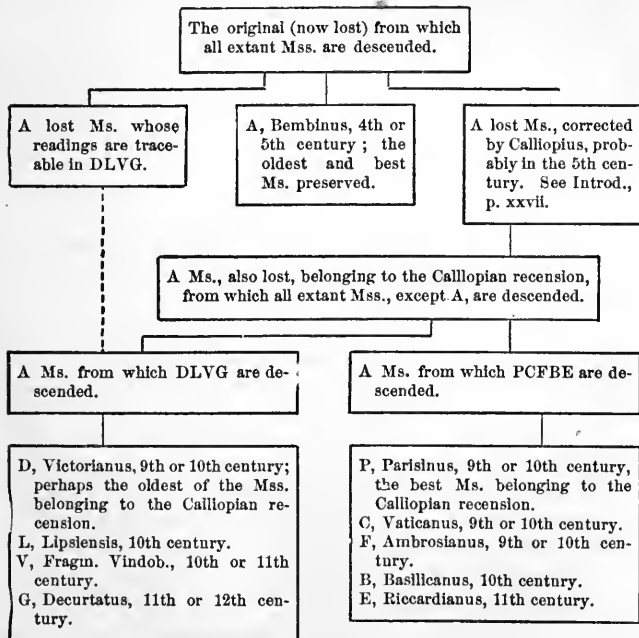 The original (now lost) from which
all extant Mss. are descended.
A lost Ms. whose
readings are trace-
able in DLVG.
A, Bembinus, 4th or
5th century; the
oldest and best
Ms. preserved.
A lost Ms., corrected
by Calliopius, prob-
ably in the 5th cen-
tury. See Introd.,
p. xxvii.
A Ms., also lost, belonging to the Calllopian recension,
from which all extant Mss., except A, are descended.
A Ms. from which DLVG are de-
scended.
A Ms. from which PCFBE are de-
scended.
D, Victorianus, 9th or 10th century;
perhaps the oldest of the Mss.
belonging to the Calliopian re-
cension.
L, Lipsiensis, 10th century.
V, Fragm. Vindob., 10th or 11th
century.
G, Decurtatus, 11th or 12th cen-
tury.
P, Parisinus, 9th or 10th century,
the best Ms. belonging to the
Calliopian recension.
C, Vaticanus, 9th or 10th century.
F, Ambrosianus, 9th or 10th cen-
tury.
B, Basilicanus, 10th century.
E, Riccardianus, 11th century.